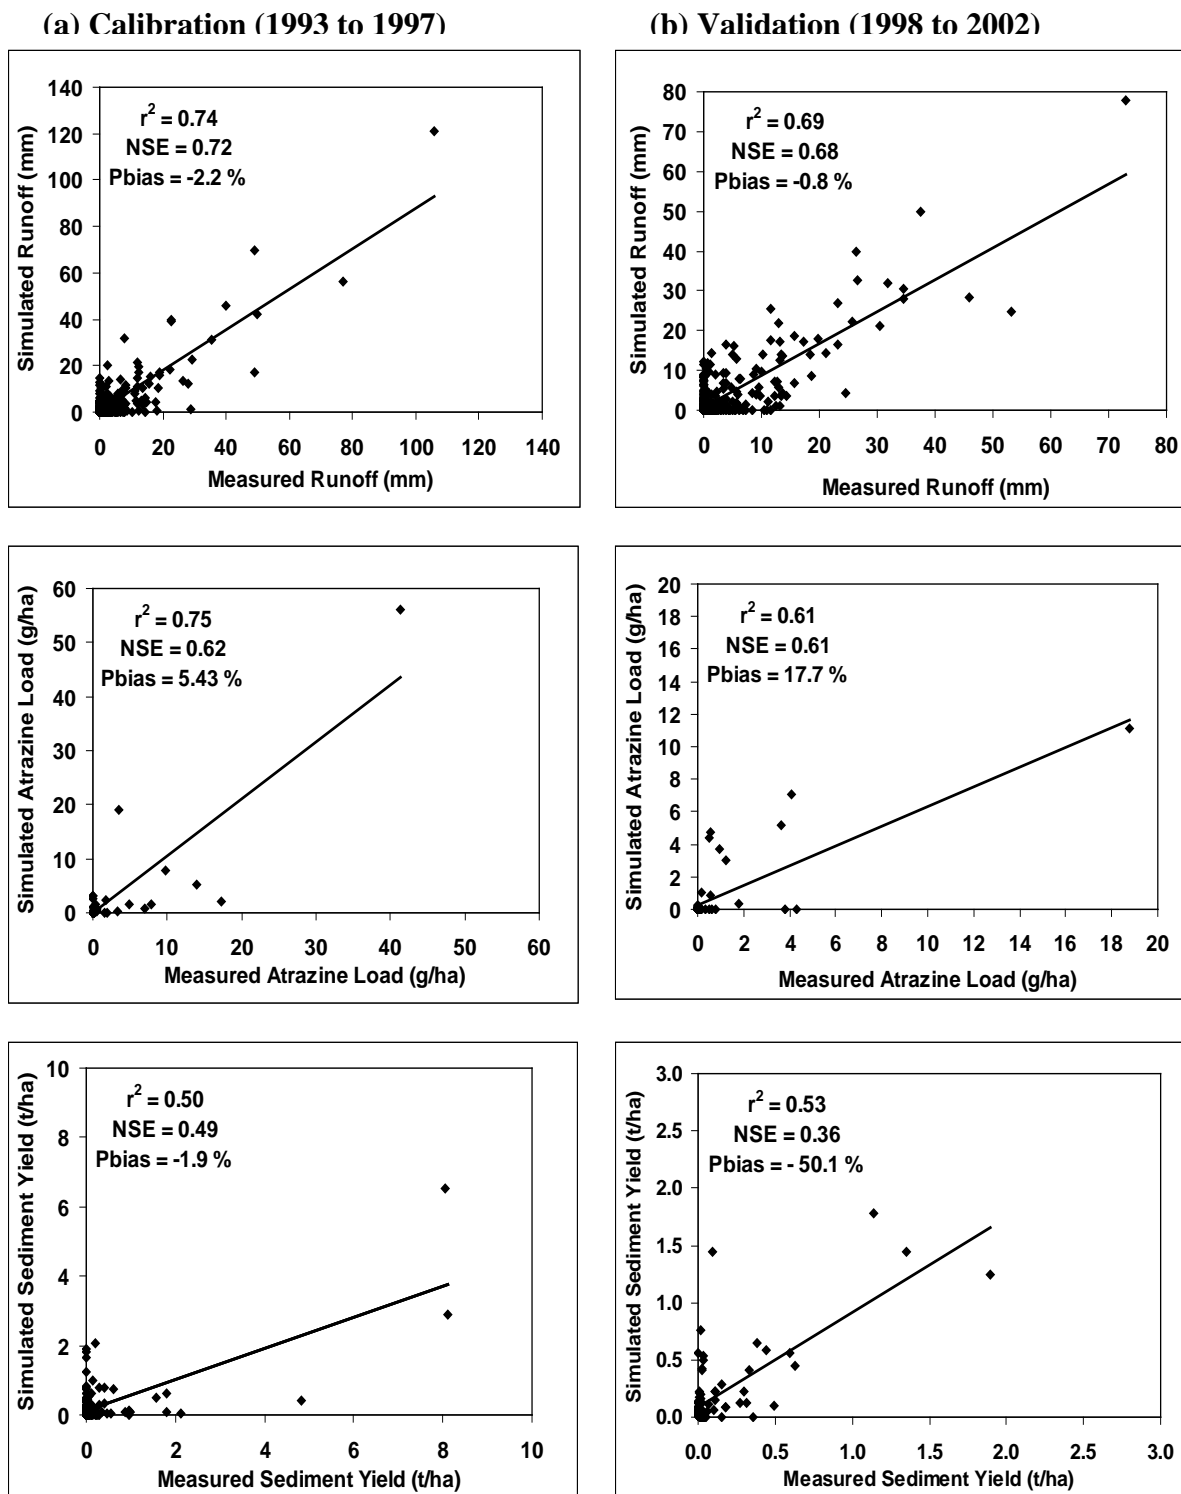 (a) Calibration (1993 to 1997)
(b) Validation (1998 to 2002)
Simulated Runoff (mm)
140
120
100
80
60
40
20
0
r² = 0.74
NSE = 0.72
Pbias = -2.2 %
0 20 40 60 80 100 120 140
Measured Runoff (mm)
Simulated Runoff (mm)
80
70
60
50
40
30
20
10
0
r² = 0.69
NSE = 0.68
Pbias = -0.8 %
0 10 20 30 40 50 60 70 80
Measured Runoff (mm)
Simulated Atrazine Load (g/ha)
60
50
40
30
20
10
0
r² = 0.75
NSE = 0.62
Pbias = 5.43 %
0 10 20 30 40 50 60
Measured Atrazine Load (g/ha)
Simulated Atrazine Load (g/ha)
20
18
16
14
12
10
8
6
4
2
0
r² = 0.61
NSE = 0.61
Pbias = 17.7 %
0 2 4 6 8 10 12 14 16 18 20
Measured Atrazine Load (g/ha)
Simulated Sediment Yield (t/ha)
10
8
6
4
2
0
r² = 0.50
NSE = 0.49
Pbias = -1.9 %
0 2 4 6 8 10
Measured Sediment Yield (t/ha)
Simulated Sediment Yield (t/ha)
3.0
2.5
2.0
1.5
1.0
0.5
0.0
r² = 0.53
NSE = 0.36
Pbias = - 50.1 %
0.0 0.5 1.0 1.5 2.0 2.5 3.0
Measured Sediment Yield (t/ha)